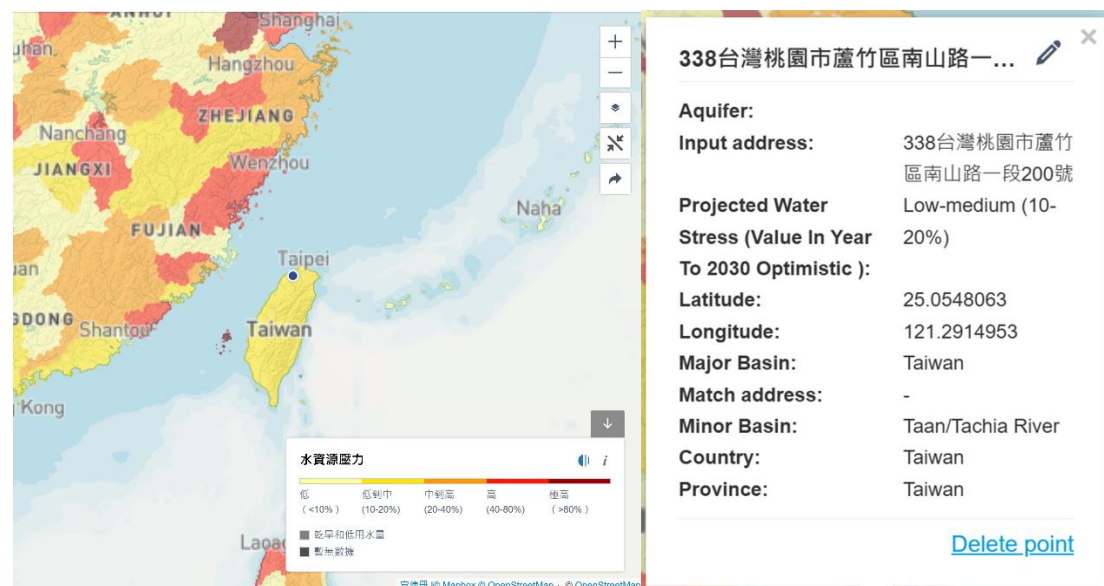 Shanghai
Hangzhou
ZHEJIANG
Nanchang
JIANGXI
Wenzhou
FUJIAN
Naha
Taipei
Shantou
Taiwan
Kong
水資源壓力
i
低 低到中 中到高 高 極高
(<10%) (10-20%) (20-40%) (40-80%) (>80%)
乾旱和低用水量
暫無數據
© Mapbox © OpenStreetMap, © OpenStreetMap
338台灣桃園市蘆竹區南山路一...
×
Aquifer:
Input address: 338台灣桃園市蘆竹
區南山路一段200號
Projected Water Low-medium (10-
Stress (Value In Year 20%)
To 2030 Optimistic ):
Latitude: 25.0548063
Longitude: 121.2914953
Major Basin: Taiwan
Match address: -
Minor Basin: Taan/Tachia River
Country: Taiwan
Province: Taiwan
Delete point